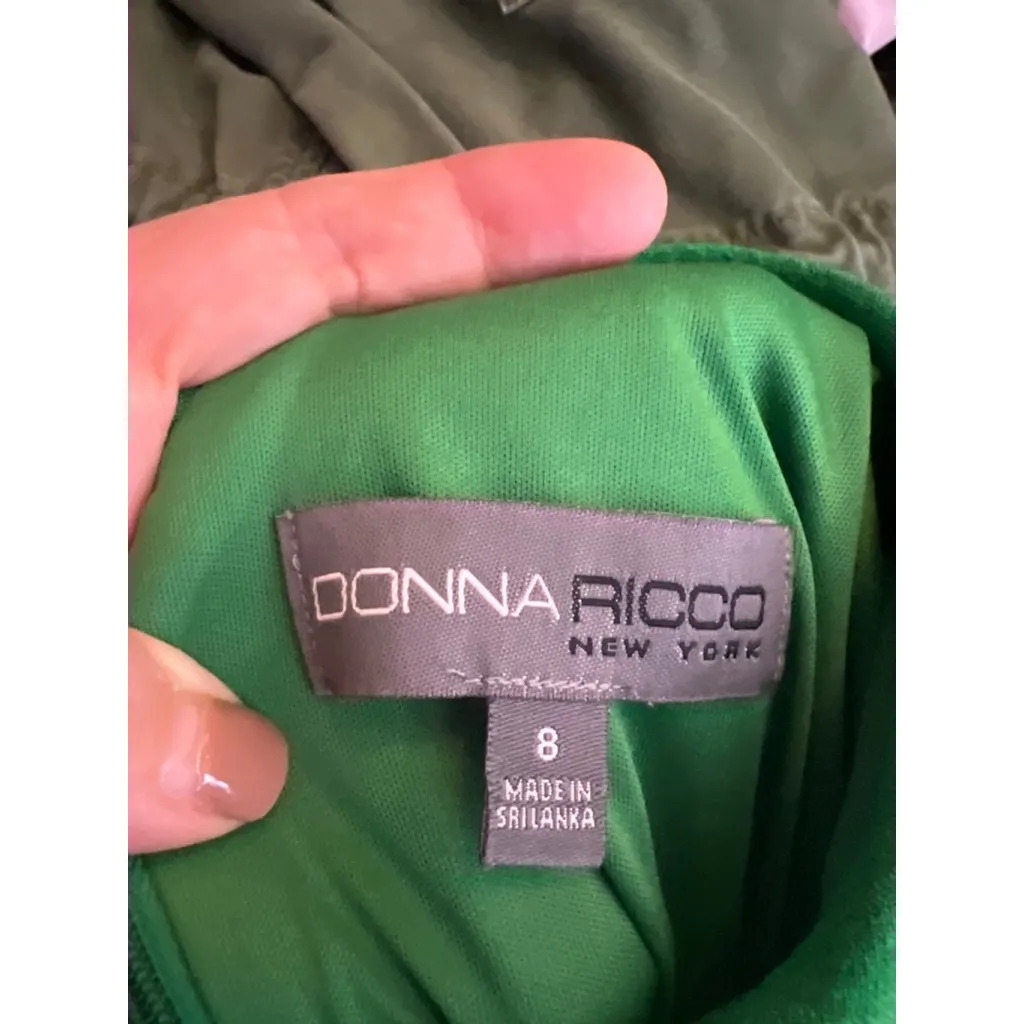 DONNA RICCO
NEW YORK
8
MADE IN
SRI LANKA